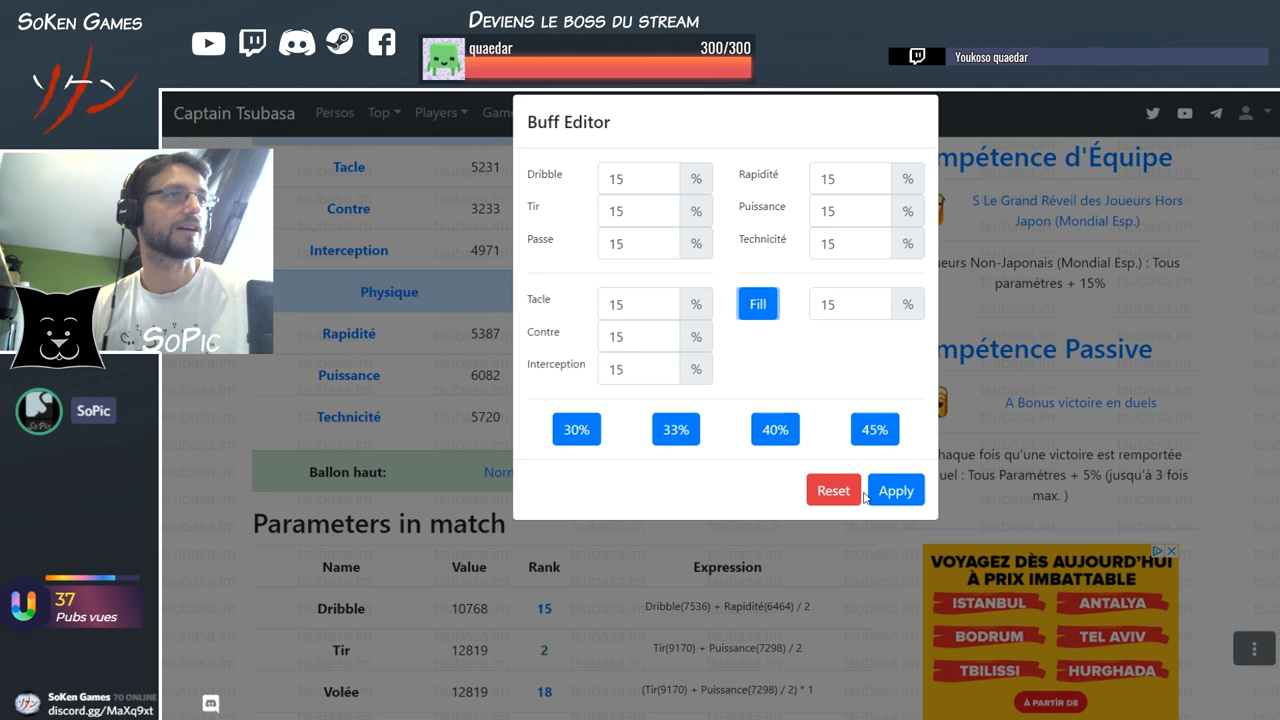 SoKen Games
Deviens le boss du stream
quaedar
300/300
Youkoso quaedar
Captain Tsubasa
Persos
Top
Players
Gam
Tacle 5231
Contre 3233
Interception 4971
Physique
Rapidité 5387
Puissance 6082
Technicité 5720
Ballon haut: Norr
Buff Editor
Dribble 15 % Rapidité 15 %
Tir 15 % Puissance 15 %
Passe 15 % Technicité 15 %
Tacle 15 % Fill 15 %
Contre 15 %
Interception 15 %
30% 33% 40% 45%
Reset Apply
mpétence d'Équipe
S Le Grand Réveil des Joueurs Hors
Japon (Mondial Esp.)
eurs Non-Japonais (Mondial Esp.) : Tous
paramètres + 15%
mpétence Passive
A Bonus victoire en duels
haque fois qu'une victoire est remportée
uel : Tous Paramètres + 5% (jusqu'à 3 fois
max. )
Parameters in match
Name Value Rank Expression
Dribble 10768 15 Dribble(7536) + Rapidité(6464) / 2
Tir 12819 2 Tir(9170) + Puissance(7298) / 2
Volée 12819 18 (Tir(9170) + Puissance(7298) / 2) * 1
VOYAGEZ DÈS AUJOURD'HUI
À PRIX IMBATTABLE
ISTANBUL ANTALYA
BODRUM TEL AVIV
TBILISSI HURGHADA
À PARTIR DE
SoPic
SoPic
37
Pubs vues
SoKen Games 70 ONLINE
discord.gg/MaXq9xt
tsubasa.im